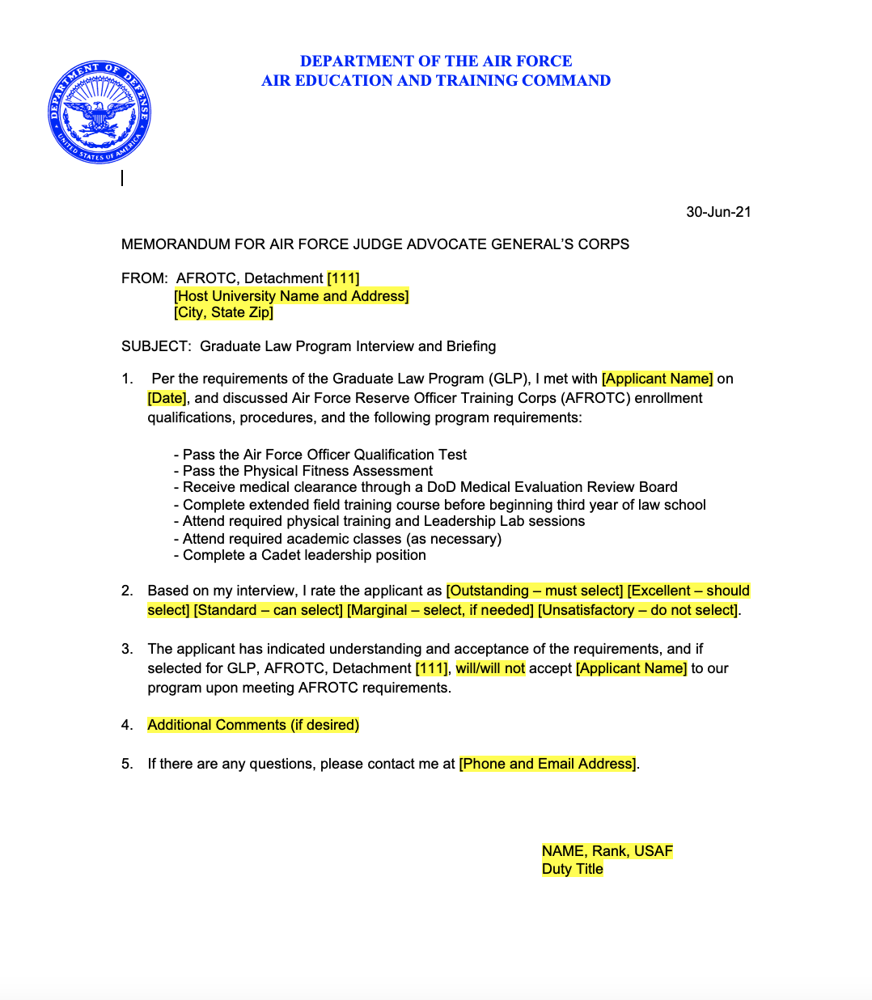 DEPARTMENT OF THE AIR FORCE
AIR EDUCATION AND TRAINING COMMAND
DEPARTMENT OF DEFENSE
UNITED STATES OF AMERICA
30-Jun-21
MEMORANDUM FOR AIR FORCE JUDGE ADVOCATE GENERAL’S CORPS
FROM:  AFROTC, Detachment [111]
[Host University Name and Address]
[City, State Zip]
SUBJECT:  Graduate Law Program Interview and Briefing
1.  Per the requirements of the Graduate Law Program (GLP), I met with [Applicant Name] on
[Date], and discussed Air Force Reserve Officer Training Corps (AFROTC) enrollment
qualifications, procedures, and the following program requirements:
- Pass the Air Force Officer Qualification Test
- Pass the Physical Fitness Assessment
- Receive medical clearance through a DoD Medical Evaluation Review Board
- Complete extended field training course before beginning third year of law school
- Attend required physical training and Leadership Lab sessions
- Attend required academic classes (as necessary)
- Complete a Cadet leadership position
2.  Based on my interview, I rate the applicant as [Outstanding – must select] [Excellent – should
select] [Standard – can select] [Marginal – select, if needed] [Unsatisfactory – do not select].
3.  The applicant has indicated understanding and acceptance of the requirements, and if
selected for GLP, AFROTC, Detachment [111], will/will not accept [Applicant Name] to our
program upon meeting AFROTC requirements.
4.  Additional Comments (if desired)
5.  If there are any questions, please contact me at [Phone and Email Address].
NAME, Rank, USAF
Duty Title